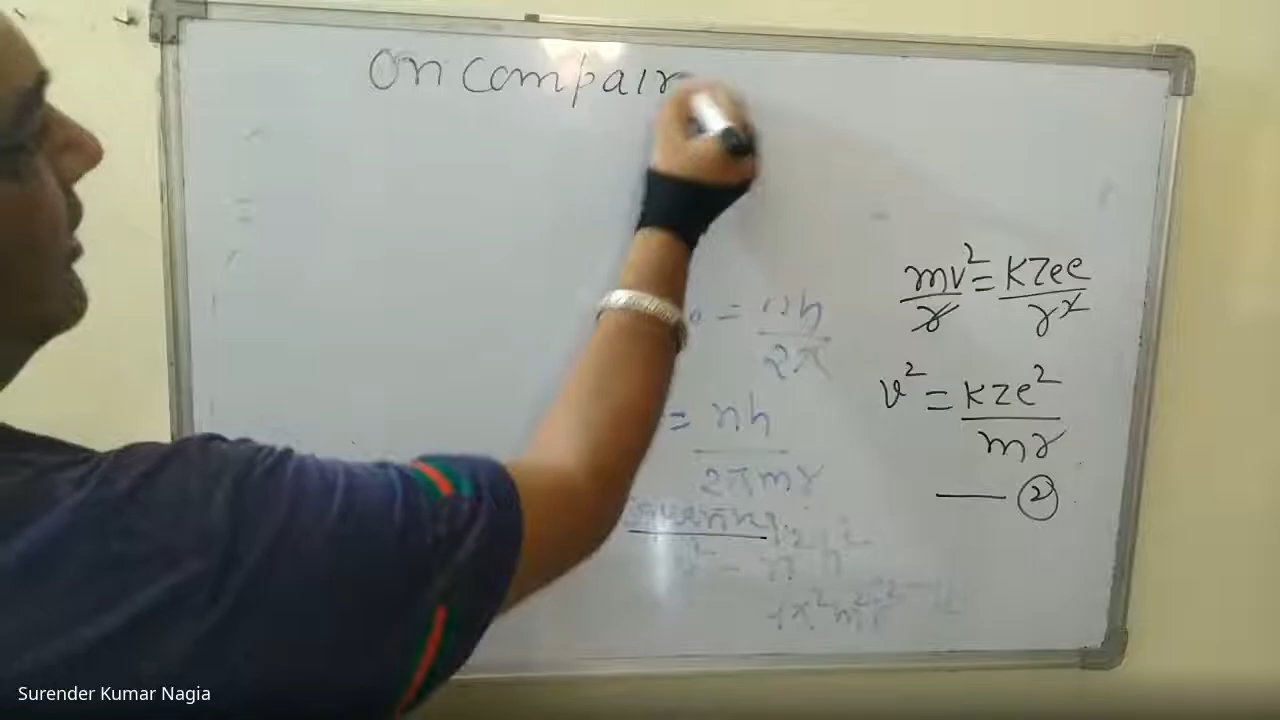 On compair
= nh
2π
= nh
2πmr
mv² = KZee
r r²
v² = KZe²
mr
— ②
Surender Kumar Nagia